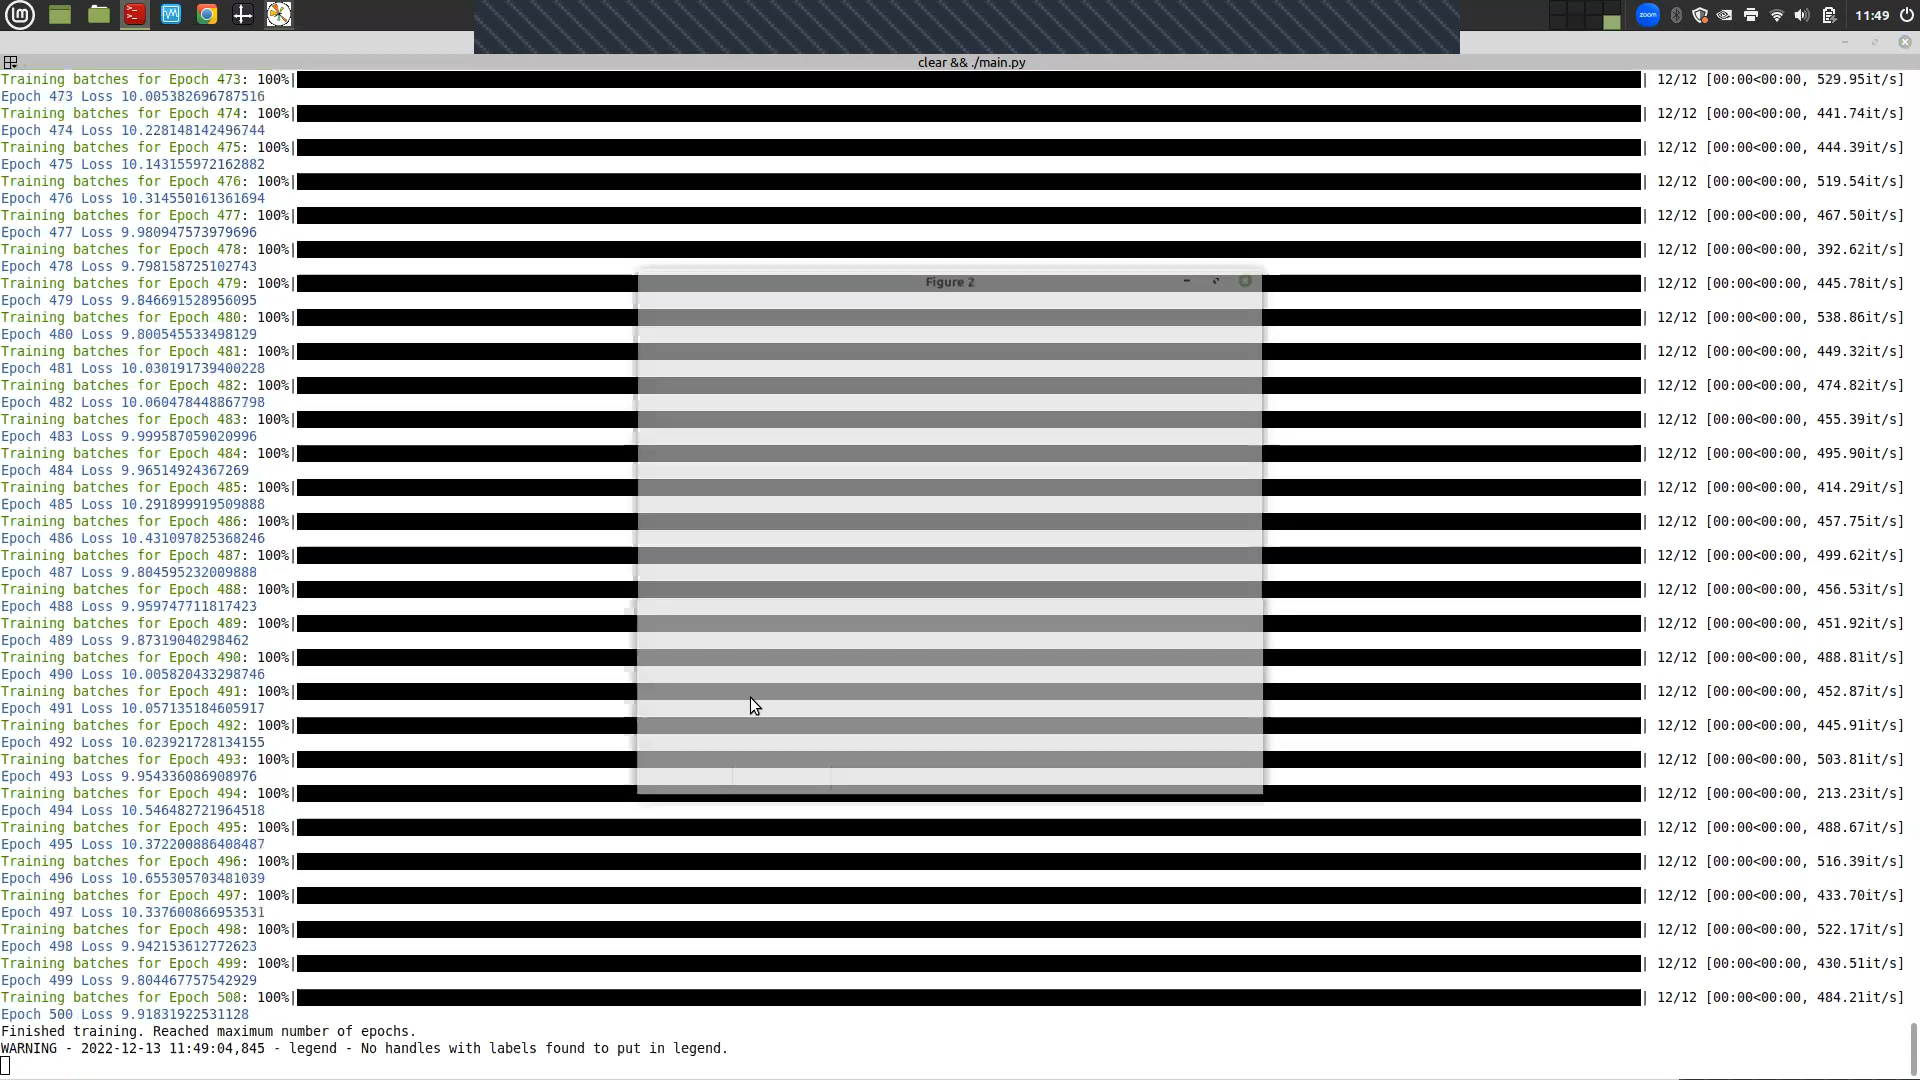 zoom
11:49
clear && ./main.py
Training batches for Epoch 473: 100%| | 12/12 [00:00<00:00, 529.95it/s]
Epoch 473 Loss 10.005382696787516
Training batches for Epoch 474: 100%| | 12/12 [00:00<00:00, 441.74it/s]
Epoch 474 Loss 10.228148142496744
Training batches for Epoch 475: 100%| | 12/12 [00:00<00:00, 444.39it/s]
Epoch 475 Loss 10.143155972162882
Training batches for Epoch 476: 100%| | 12/12 [00:00<00:00, 519.54it/s]
Epoch 476 Loss 10.314550161361694
Training batches for Epoch 477: 100%| | 12/12 [00:00<00:00, 467.50it/s]
Epoch 477 Loss 9.980947573979696
Training batches for Epoch 478: 100%| | 12/12 [00:00<00:00, 392.62it/s]
Epoch 478 Loss 9.798158725102743
Figure 2
Training batches for Epoch 479: 100%| | 12/12 [00:00<00:00, 445.78it/s]
Epoch 479 Loss 9.846691528956095
Training batches for Epoch 480: 100%| | 12/12 [00:00<00:00, 538.86it/s]
Epoch 480 Loss 9.800545533498129
Training batches for Epoch 481: 100%| | 12/12 [00:00<00:00, 449.32it/s]
Epoch 481 Loss 10.030191739400228
Training batches for Epoch 482: 100%| | 12/12 [00:00<00:00, 474.82it/s]
Epoch 482 Loss 10.060478448867798
Training batches for Epoch 483: 100%| | 12/12 [00:00<00:00, 455.39it/s]
Epoch 483 Loss 9.999587059020996
Training batches for Epoch 484: 100%| | 12/12 [00:00<00:00, 495.90it/s]
Epoch 484 Loss 9.96514924367269
Training batches for Epoch 485: 100%| | 12/12 [00:00<00:00, 414.29it/s]
Epoch 485 Loss 10.291899919509888
Training batches for Epoch 486: 100%| | 12/12 [00:00<00:00, 457.75it/s]
Epoch 486 Loss 10.431097825368246
Training batches for Epoch 487: 100%| | 12/12 [00:00<00:00, 499.62it/s]
Epoch 487 Loss 9.804595232009888
Training batches for Epoch 488: 100%| | 12/12 [00:00<00:00, 456.53it/s]
Epoch 488 Loss 9.959747711817423
Training batches for Epoch 489: 100%| | 12/12 [00:00<00:00, 451.92it/s]
Epoch 489 Loss 9.87319040298462
Training batches for Epoch 490: 100%| | 12/12 [00:00<00:00, 488.81it/s]
Epoch 490 Loss 10.005820433298746
Training batches for Epoch 491: 100%| | 12/12 [00:00<00:00, 452.87it/s]
Epoch 491 Loss 10.057135184605917
Training batches for Epoch 492: 100%| | 12/12 [00:00<00:00, 445.91it/s]
Epoch 492 Loss 10.023921728134155
Training batches for Epoch 493: 100%| | 12/12 [00:00<00:00, 503.81it/s]
Epoch 493 Loss 9.954336086908976
Training batches for Epoch 494: 100%| | 12/12 [00:00<00:00, 213.23it/s]
Epoch 494 Loss 10.546482721964518
Training batches for Epoch 495: 100%| | 12/12 [00:00<00:00, 488.67it/s]
Epoch 495 Loss 10.372200886408487
Training batches for Epoch 496: 100%| | 12/12 [00:00<00:00, 516.39it/s]
Epoch 496 Loss 10.655305703481039
Training batches for Epoch 497: 100%| | 12/12 [00:00<00:00, 433.70it/s]
Epoch 497 Loss 10.337600866953531
Training batches for Epoch 498: 100%| | 12/12 [00:00<00:00, 522.17it/s]
Epoch 498 Loss 9.942153612772623
Training batches for Epoch 499: 100%| | 12/12 [00:00<00:00, 430.51it/s]
Epoch 499 Loss 9.804467757542929
Training batches for Epoch 500: 100%| | 12/12 [00:00<00:00, 484.21it/s]
Epoch 500 Loss 9.91831922531128
Finished training. Reached maximum number of epochs.
WARNING - 2022-12-13 11:49:04,845 - legend - No handles with labels found to put in legend.